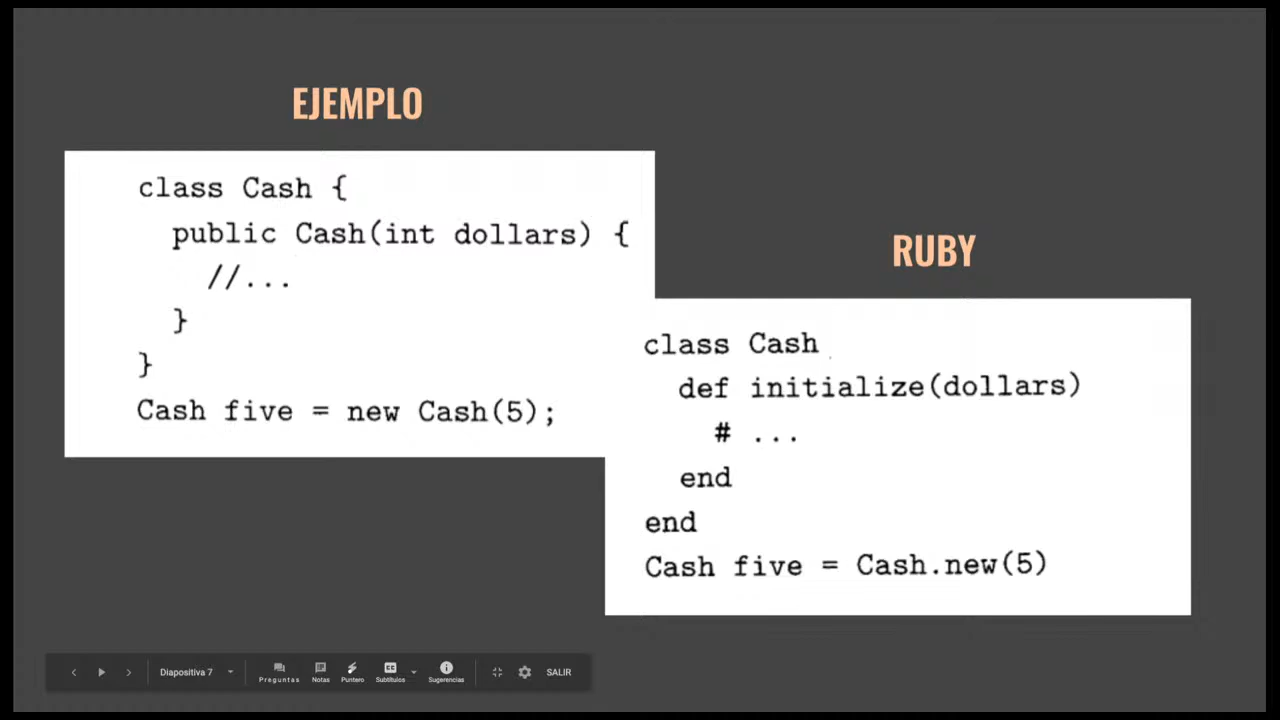 EJEMPLO
class Cash {
public Cash(int dollars) {
//...
}
}
Cash five = new Cash(5);
RUBY
class Cash
def initialize(dollars)
# ...
end
end
Cash five = Cash.new(5)
Diapositiva 7
Preguntas
Notas
Puntero
Subtítulos
Sugerencias
SALIR